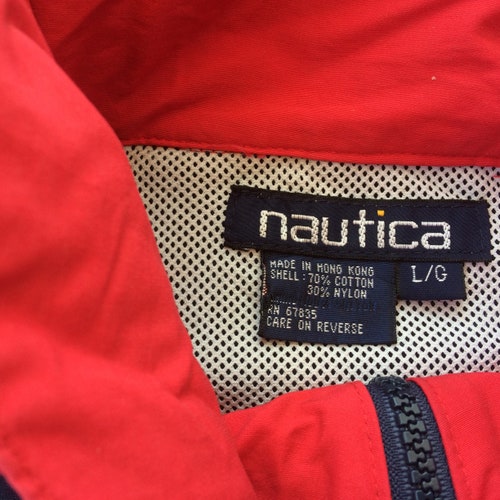 nautica
L/G
MADE IN HONG KONG
SHELL: 70% COTTON
30% NYLON
RN 67835
CARE ON REVERSE